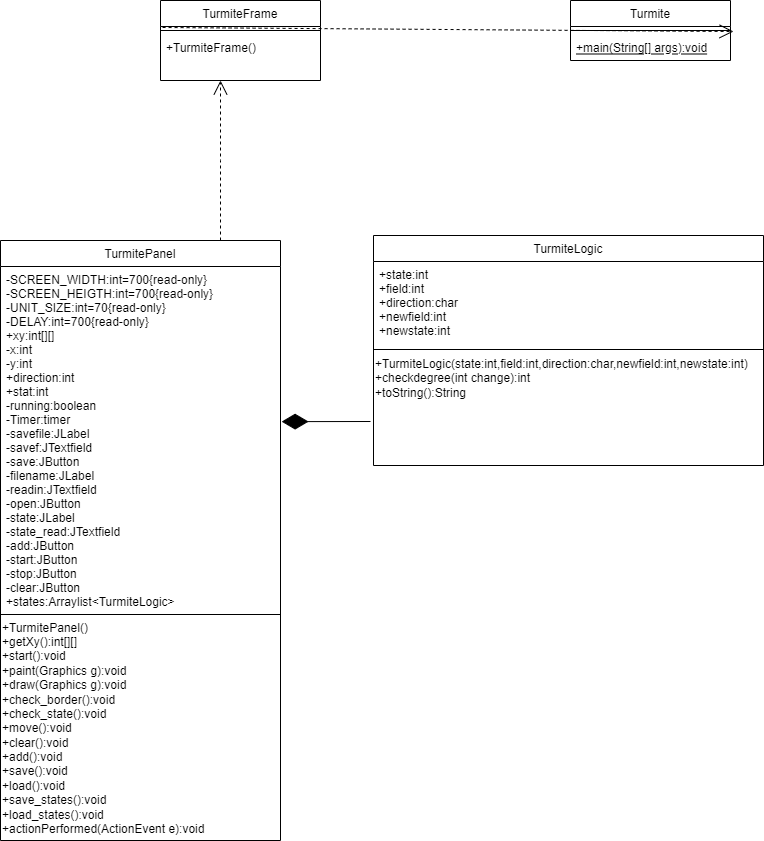 TurmiteFrame
+TurmiteFrame()
Turmite
+main(String[] args):void
TurmitePanel
-SCREEN_WIDTH:int=700{read-only}
-SCREEN_HEIGTH:int=700{read-only}
-UNIT_SIZE:int=70{read-only}
-DELAY:int=700{read-only}
+xy:int[][]
-x:int
-y:int
+direction:int
+stat:int
-running:boolean
-Timer:timer
-savefile:JLabel
-savef:JTextfield
-save:JButton
-filename:JLabel
-readin:JTextfield
-open:JButton
-state:JLabel
-state_read:JTextfield
-add:JButton
-start:JButton
-stop:JButton
-clear:JButton
+states:Arraylist<TurmiteLogic>
+TurmitePanel()
+getXy():int[][]
+start():void
+paint(Graphics g):void
+draw(Graphics g):void
+check_border():void
+check_state():void
+move():void
+clear():void
+add():void
+save():void
+load():void
+save_states():void
+load_states():void
+actionPerformed(ActionEvent e):void
TurmiteLogic
+state:int
+field:int
+direction:char
+newfield:int
+newstate:int
+TurmiteLogic(state:int,field:int,direction:char,newfield:int,newstate:int)
+checkdegree(int change):int
+toString():String